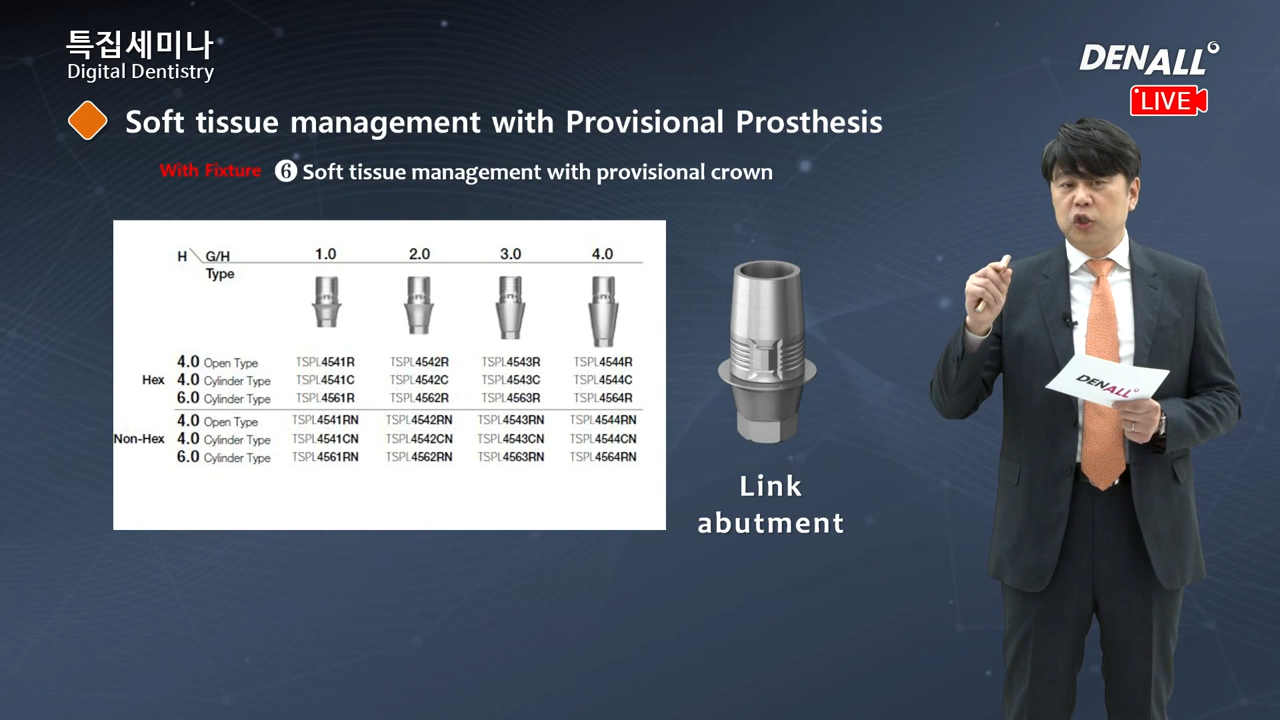 특집세미나
Digital Dentistry
DENALL
LIVE
Soft tissue management with Provisional Prosthesis
With Fixture ❻ Soft tissue management with provisional crown
H G/H 1.0 2.0 3.0 4.0
Type
4.0 Open Type TSPL4541R TSPL4542R TSPL4543R TSPL4544R
Hex 4.0 Cylinder Type TSPL4541C TSPL4542C TSPL4543C TSPL4544C
6.0 Cylinder Type TSPL4561R TSPL4562R TSPL4563R TSPL4564R
4.0 Open Type TSPL4541RN TSPL4542RN TSPL4543RN TSPL4544RN
Non-Hex 4.0 Cylinder Type TSPL4541CN TSPL4542CN TSPL4543CN TSPL4544CN
6.0 Cylinder Type TSPL4561RN TSPL4562RN TSPL4563RN TSPL4564RN
Link
abutment
DENALL